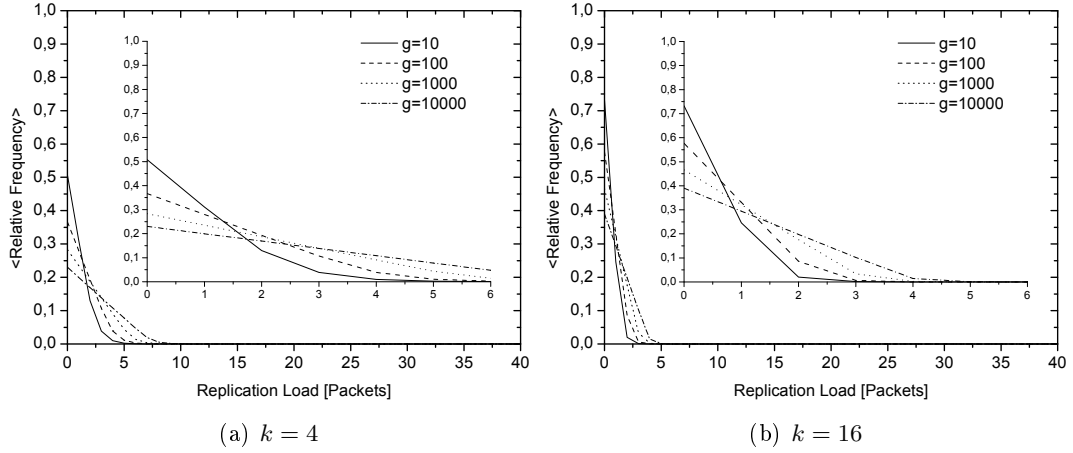 1,0
0,9
0,8
0,7
0,6
0,5
0,4
0,3
0,2
0,1
0,0
<Relative Frequency>
0 5 10 15 20 25 30 35 40
Replication Load [Packets]
1,0
0,9
0,8
0,7
0,6
0,5
0,4
0,3
0,2
0,1
0,0
0 1 2 3 4 5 6
g=10
g=100
g=1000
g=10000
(a) k = 4
1,0
0,9
0,8
0,7
0,6
0,5
0,4
0,3
0,2
0,1
0,0
<Relative Frequency>
0 5 10 15 20 25 30 35 40
Replication Load [Packets]
1,0
0,9
0,8
0,7
0,6
0,5
0,4
0,3
0,2
0,1
0,0
0 1 2 3 4 5 6
g=10
g=100
g=1000
g=10000
(b) k = 16